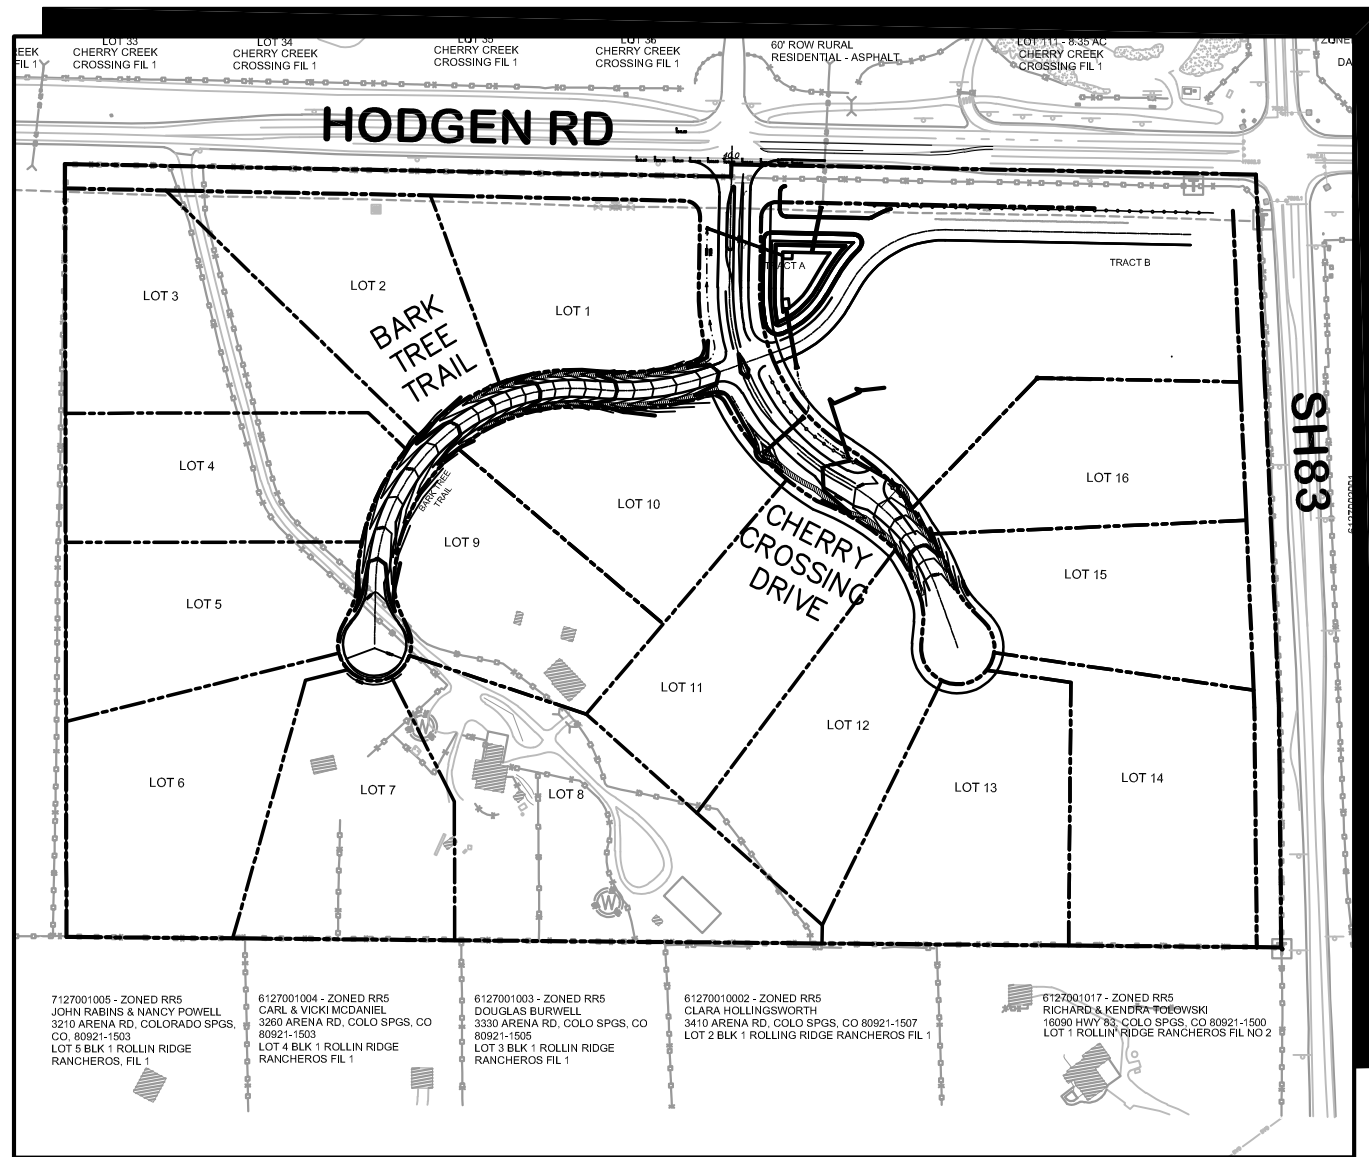 LOT 33
CHERRY CREEK
CROSSING FIL 1
LOT 34
CHERRY CREEK
CROSSING FIL 1
LOT 35
CHERRY CREEK
CROSSING FIL 1
LOT 36
CHERRY CREEK
CROSSING FIL 1
60' ROW RURAL
RESIDENTIAL - ASPHALT
LOT 111 - 8.35 AC
CHERRY CREEK
CROSSING FIL 1
REEK
FIL 1
ZONE
DA
HODGEN RD
TRACT A
TRACT B
LOT 3
LOT 2
LOT 1
BARK
TREE
TRAIL
SH83
LOT 4
LOT 16
BARK TREE
TRAIL
LOT 10
LOT 9
CHERRY
CROSSING
DRIVE
LOT 15
LOT 5
LOT 11
LOT 12
W
LOT 6
LOT 7
LOT 8
LOT 13
LOT 14
W
7127001005 - ZONED RR5
JOHN RABINS & NANCY POWELL
3210 ARENA RD, COLORADO SPGS,
CO, 80921-1503
LOT 5 BLK 1 ROLLIN RIDGE
RANCHEROS, FIL 1
6127001004 - ZONED RR5
CARL & VICKI MCDANIEL
3260 ARENA RD, COLO SPGS, CO
80921-1503
LOT 4 BLK 1 ROLLIN RIDGE
RANCHEROS FIL 1
6127001003 - ZONED RR5
DOUGLAS BURWELL
3330 ARENA RD, COLO SPGS, CO
80921-1505
LOT 3 BLK 1 ROLLIN RIDGE
RANCHEROS FIL 1
61270010002 - ZONED RR5
CLARA HOLLINGSWORTH
3410 ARENA RD, COLO SPGS, CO 80921-1507
LOT 2 BLK 1 ROLLING RIDGE RANCHEROS FIL 1
6127001017 - ZONED RR5
RICHARD & KENDRA TOLOWSKI
16090 HWY 83, COLO SPGS, CO 80921-1500
LOT 1 ROLLIN RIDGE RANCHEROS FIL NO 2